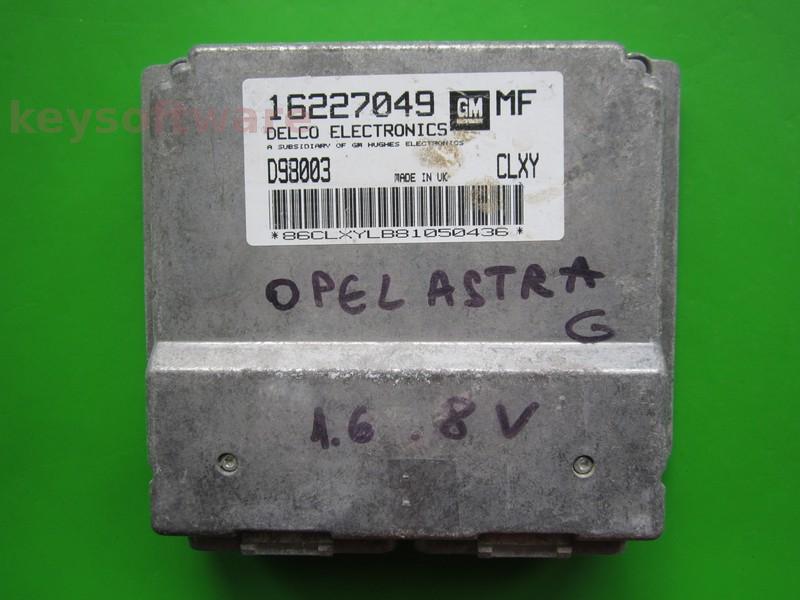 keysoftware
16227049 GM MF
DELCO ELECTRONICS
A SUBSIDIARY OF GM HUGHES ELECTRONICS
D98003 MADE IN UK CLXY
*86CLXYLB81050436*
OPEL ASTRA
G
1.6 . 8 V